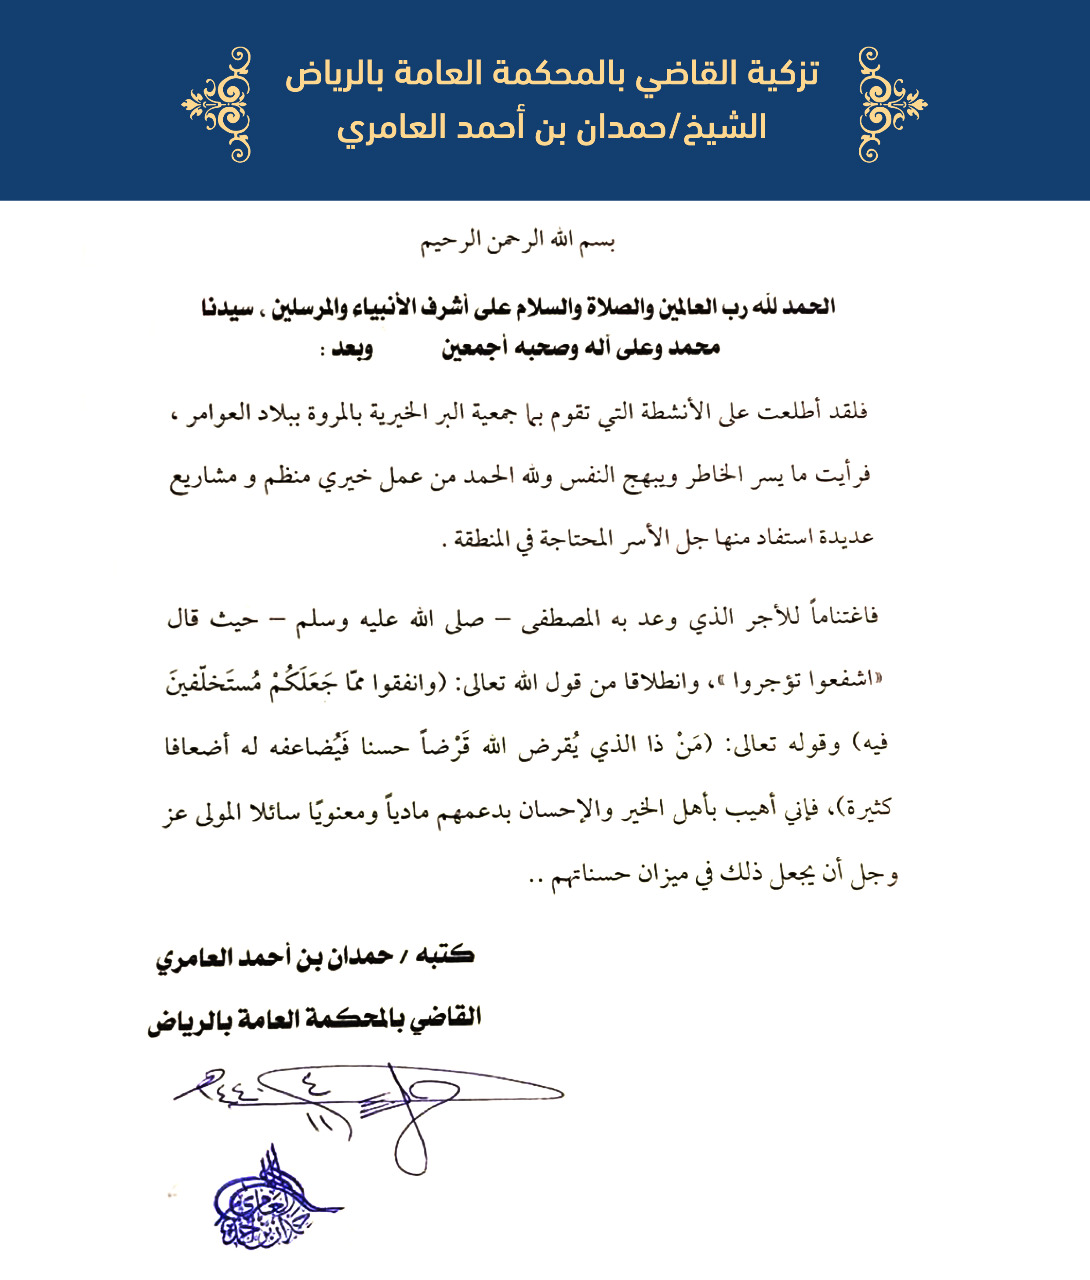 تزكية القاضي بالمحكمة العامة بالرياض
الشيخ/حمدان بن أحمد العامري
بسم الله الرحمن الرحيم
الحمد لله رب العالمين والصلاة والسلام على أشرف الأنبياء والمرسلين ، سيدنا
محمد وعلى آله وصحبه أجمعين وبعد :
فلقد أطلعت على الأنشطة التي تقوم بها جمعية البر الخيرية بالمروة ببلاد العوامر ،
فرأيت ما يسر الخاطر ويبهج النفس ولله الحمد من عمل خيري منظم و مشاريع
عديدة استفاد منها جل الأسر المحتاجة في المنطقة .
فاغتناماً للأجر الذي وعد به المصطفى – صلى الله عليه وسلم – حيث قال
«اشفعوا تؤجروا »، وانطلاقا من قول الله تعالى: (وانفقوا ممّا جَعَلَكُمْ مُستَخلّفينَ
فيه) وقوله تعالى: (مَنْ ذا الذي يُقرض الله قَرْضاً حسنا فَيُضاعفه له أضعافا
كثيرة)، فإني أهيب بأهل الخير والإحسان بدعمهم مادياً ومعنويًا سائلا المولى عز
وجل أن يجعل ذلك في ميزان حسناتهم ..
كتبه / حمدان بن أحمد العامري
القاضي بالمحكمة العامة بالرياض